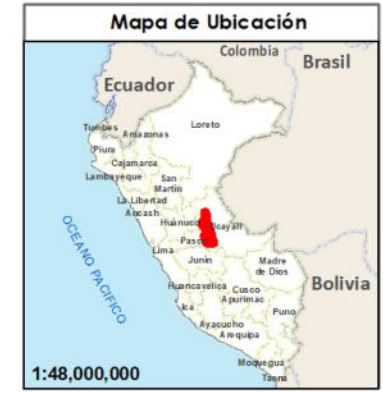 Mapa de Ubicación
Colombia
Brasil
Ecuador
Loreto
Tumbes
Amazonas
Piura
Cajamarca
Lambayeque
San
Martin
La Libertad
Ancash
Huánuco
Ucayali
Pasco
Lima
Junin
Madre
de Dios
OCEANO PACIFICO
Huancavelica
Cusco
Bolivia
Apurimac
Ica
Puno
Ayacucho
Arequipa
Moquegua
Tacna
1:48,000,000